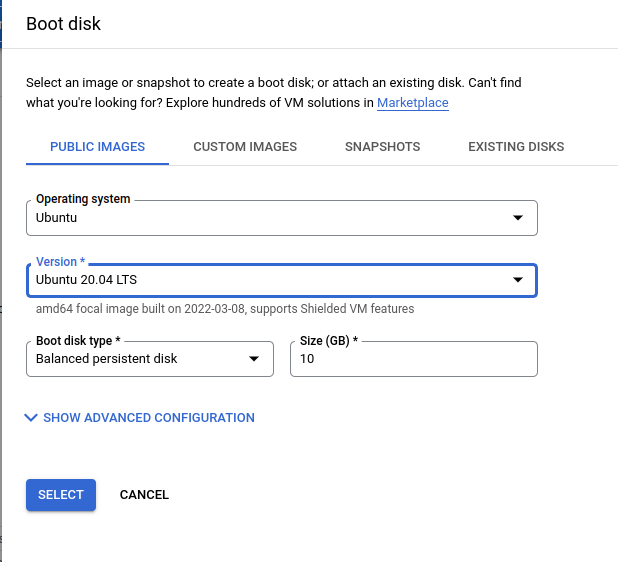 Boot disk
Select an image or snapshot to create a boot disk; or attach an existing disk. Can't find
what you're looking for? Explore hundreds of VM solutions in Marketplace
PUBLIC IMAGES CUSTOM IMAGES SNAPSHOTS EXISTING DISKS
Operating system
Ubuntu
Version *
Ubuntu 20.04 LTS
amd64 focal image built on 2022-03-08, supports Shielded VM features
Boot disk type *
Balanced persistent disk
Size (GB) *
10
SHOW ADVANCED CONFIGURATION
SELECT CANCEL